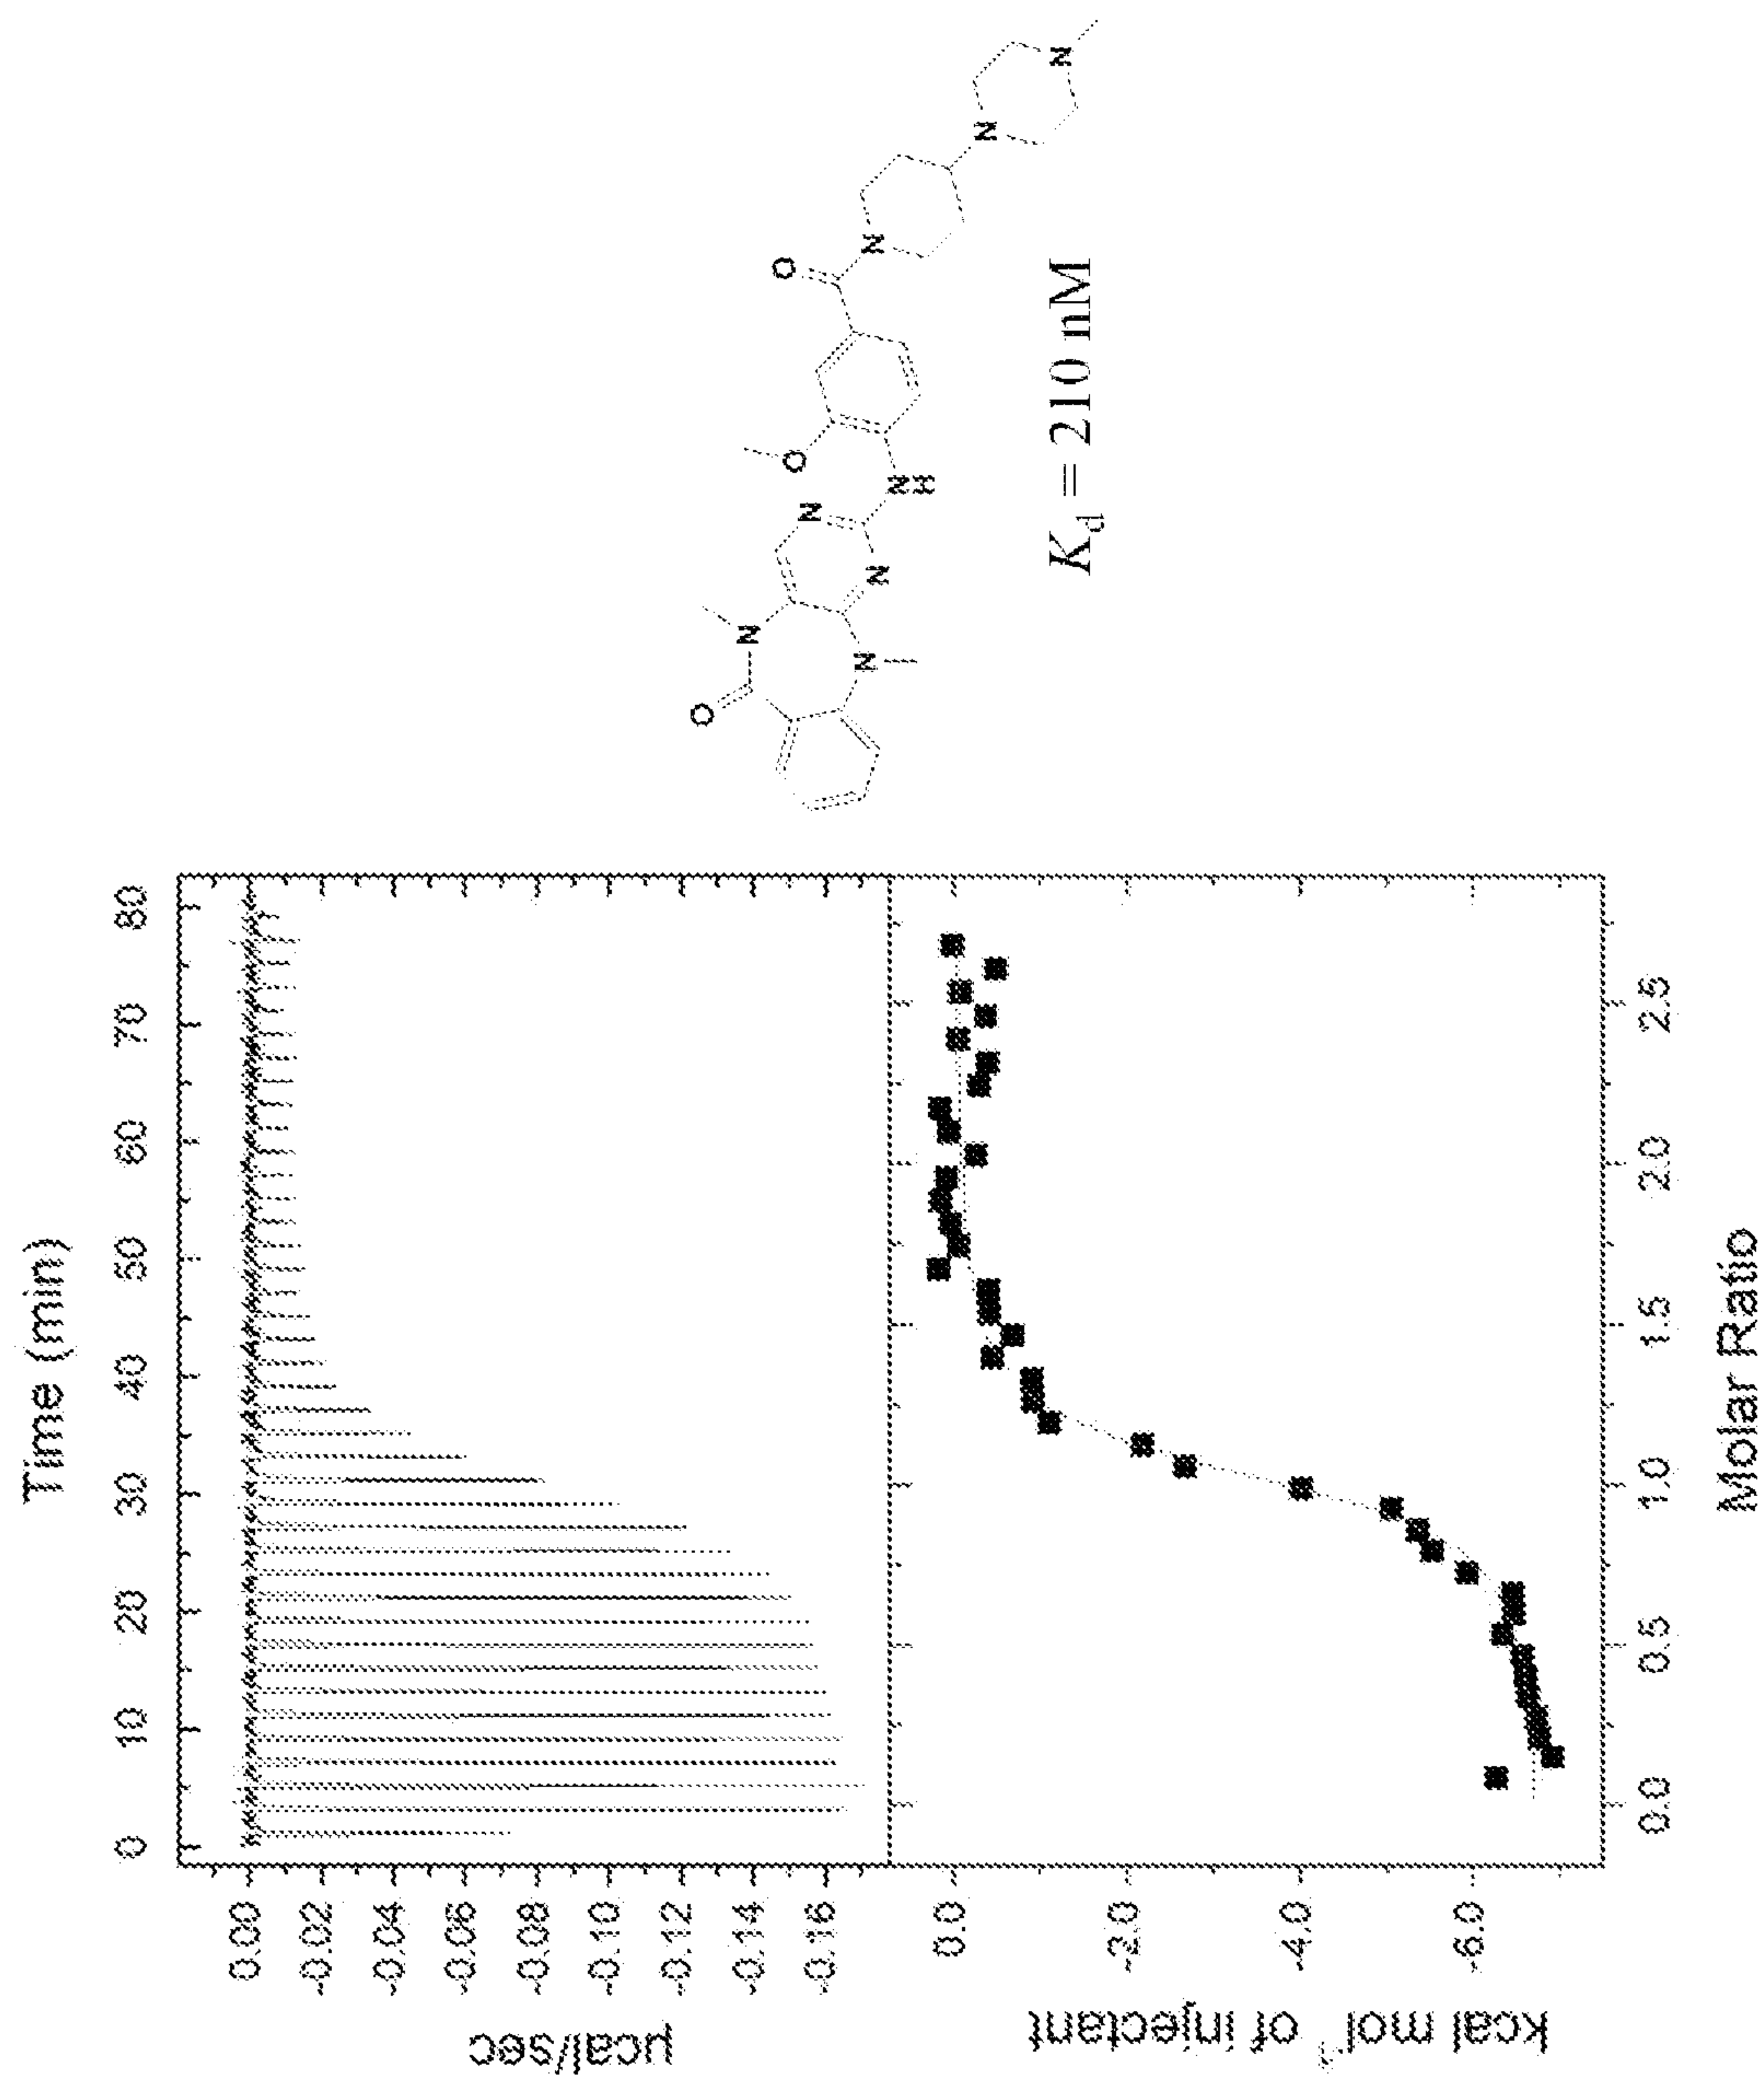 Time (min)
0 10 20 30 40 50 60 70 80
0.00
-0.02
-0.04
-0.06
-0.08
-0.10
-0.12
-0.14
-0.16
µcal/sec
0.0
-2.0
-4.0
-6.0
kcal mol⁻¹ of injectant
0.0 0.5 1.0 1.5 2.0 2.5
Molar Ratio
O
N
N
N
N
N
H
O
O
N
N
N
Kd = 210 nM